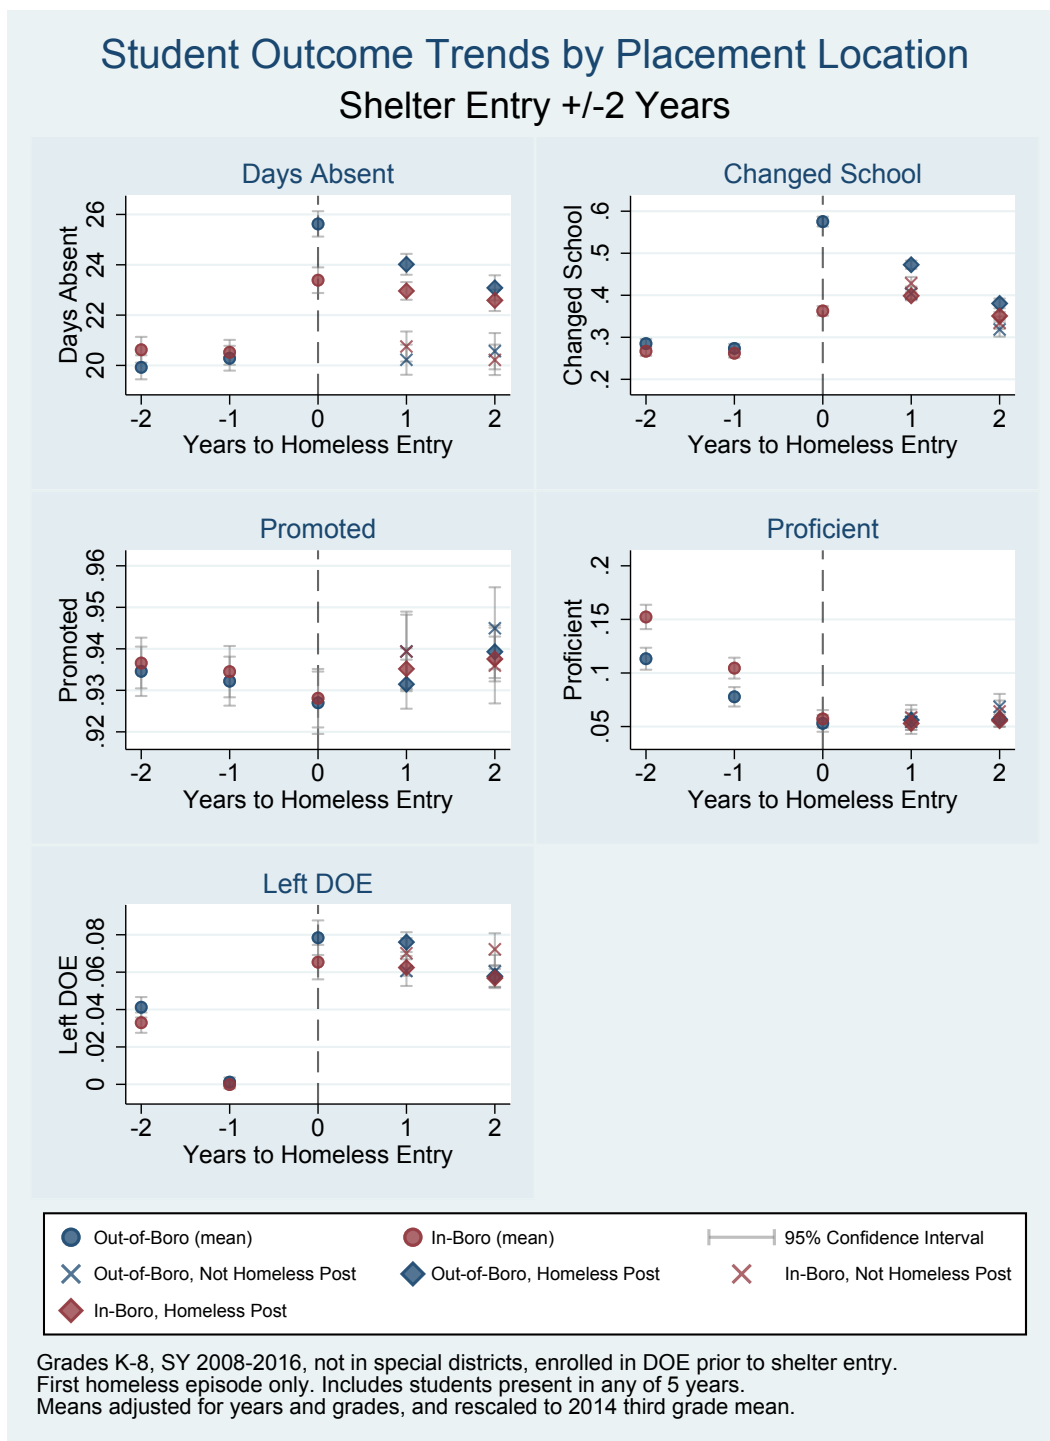 Student Outcome Trends by Placement Location
Shelter Entry +/-2 Years
Days Absent
Days Absent
26
24
22
20
-2 -1 0 1 2
Years to Homeless Entry
Changed School
Changed School
.6
.5
.4
.3
.2
-2 -1 0 1 2
Years to Homeless Entry
Promoted
Promoted
.96
.95
.94
.93
.92
-2 -1 0 1 2
Years to Homeless Entry
Proficient
Proficient
.2
.15
.1
.05
-2 -1 0 1 2
Years to Homeless Entry
Left DOE
Left DOE
.08
.06
.04
.02
0
-2 -1 0 1 2
Years to Homeless Entry
Out-of-Boro (mean) In-Boro (mean) 95% Confidence Interval
Out-of-Boro, Not Homeless Post Out-of-Boro, Homeless Post In-Boro, Not Homeless Post
In-Boro, Homeless Post
Grades K-8, SY 2008-2016, not in special districts, enrolled in DOE prior to shelter entry.
First homeless episode only. Includes students present in any of 5 years.
Means adjusted for years and grades, and rescaled to 2014 third grade mean.